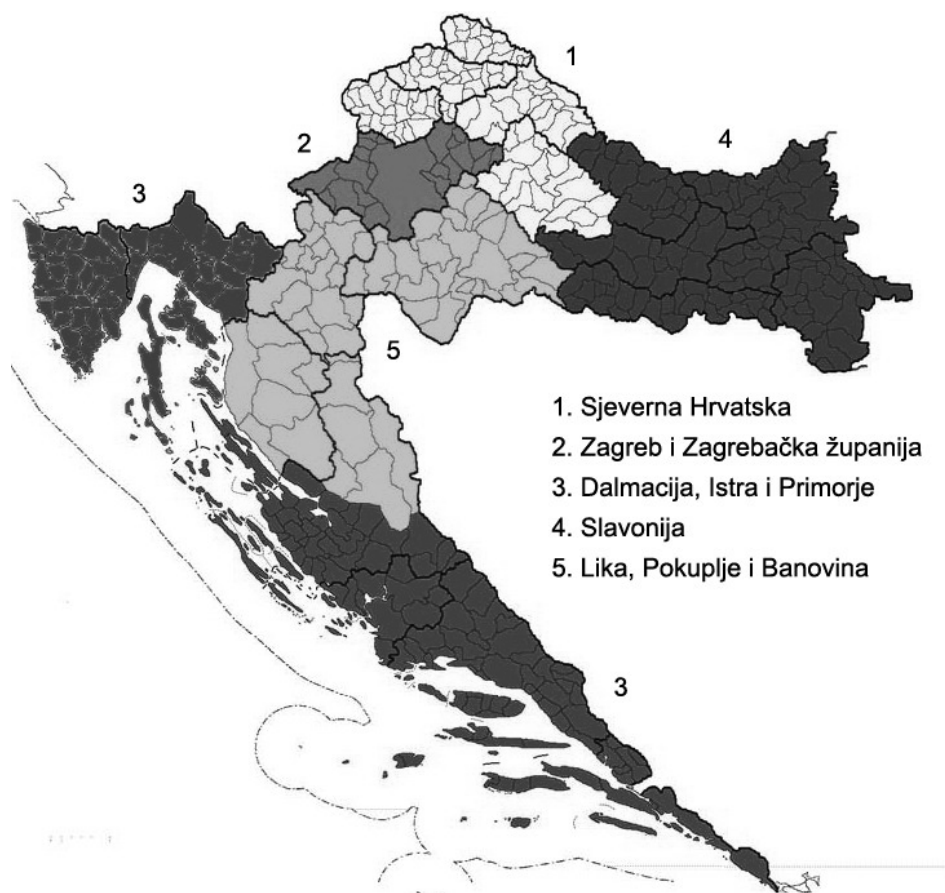 1
2
4
3
5
1. Sjeverna Hrvatska
2. Zagreb i Zagrebačka županija
3. Dalmacija, Istra i Primorje
4. Slavonija
5. Lika, Pokuplje i Banovina
3